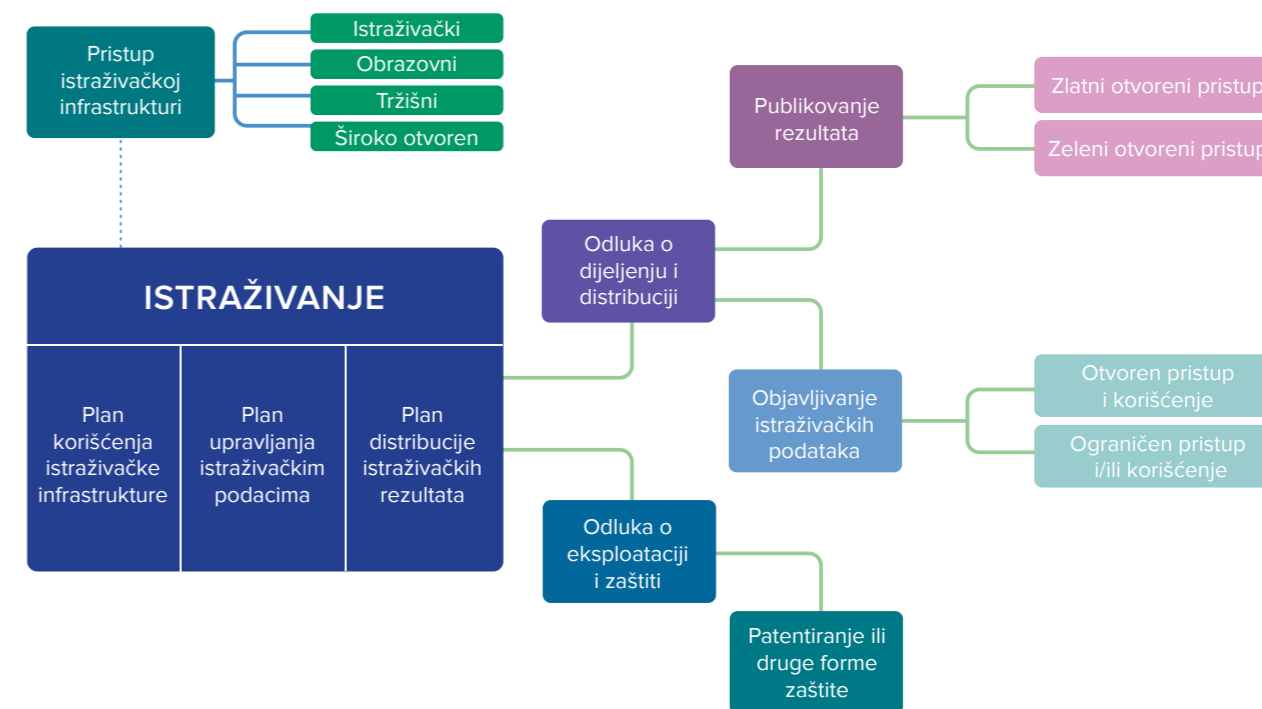 Pristup
istraživačkoj
infrastrukturi
Istraživački
Obrazovni
Tržišni
Široko otvoren
ISTRAŽIVANJE
Plan
korišćenja
istraživačke
infrastrukture
Plan
upravljanja
istraživačkim
podacima
Plan
distribucije
istraživačkih
rezultata
Odluka o
dijeljenju i
distribuciji
Publikovanje
rezultata
Zlatni otvoreni pristup
Zeleni otvoreni pristup
Objavljivanje
istraživačkih
podataka
Otvoren pristup
i korišćenje
Ograničen pristup
i/ili korišćenje
Odluka o
eksploataciji
i zaštiti
Patentiranje ili
druge forme
zaštite